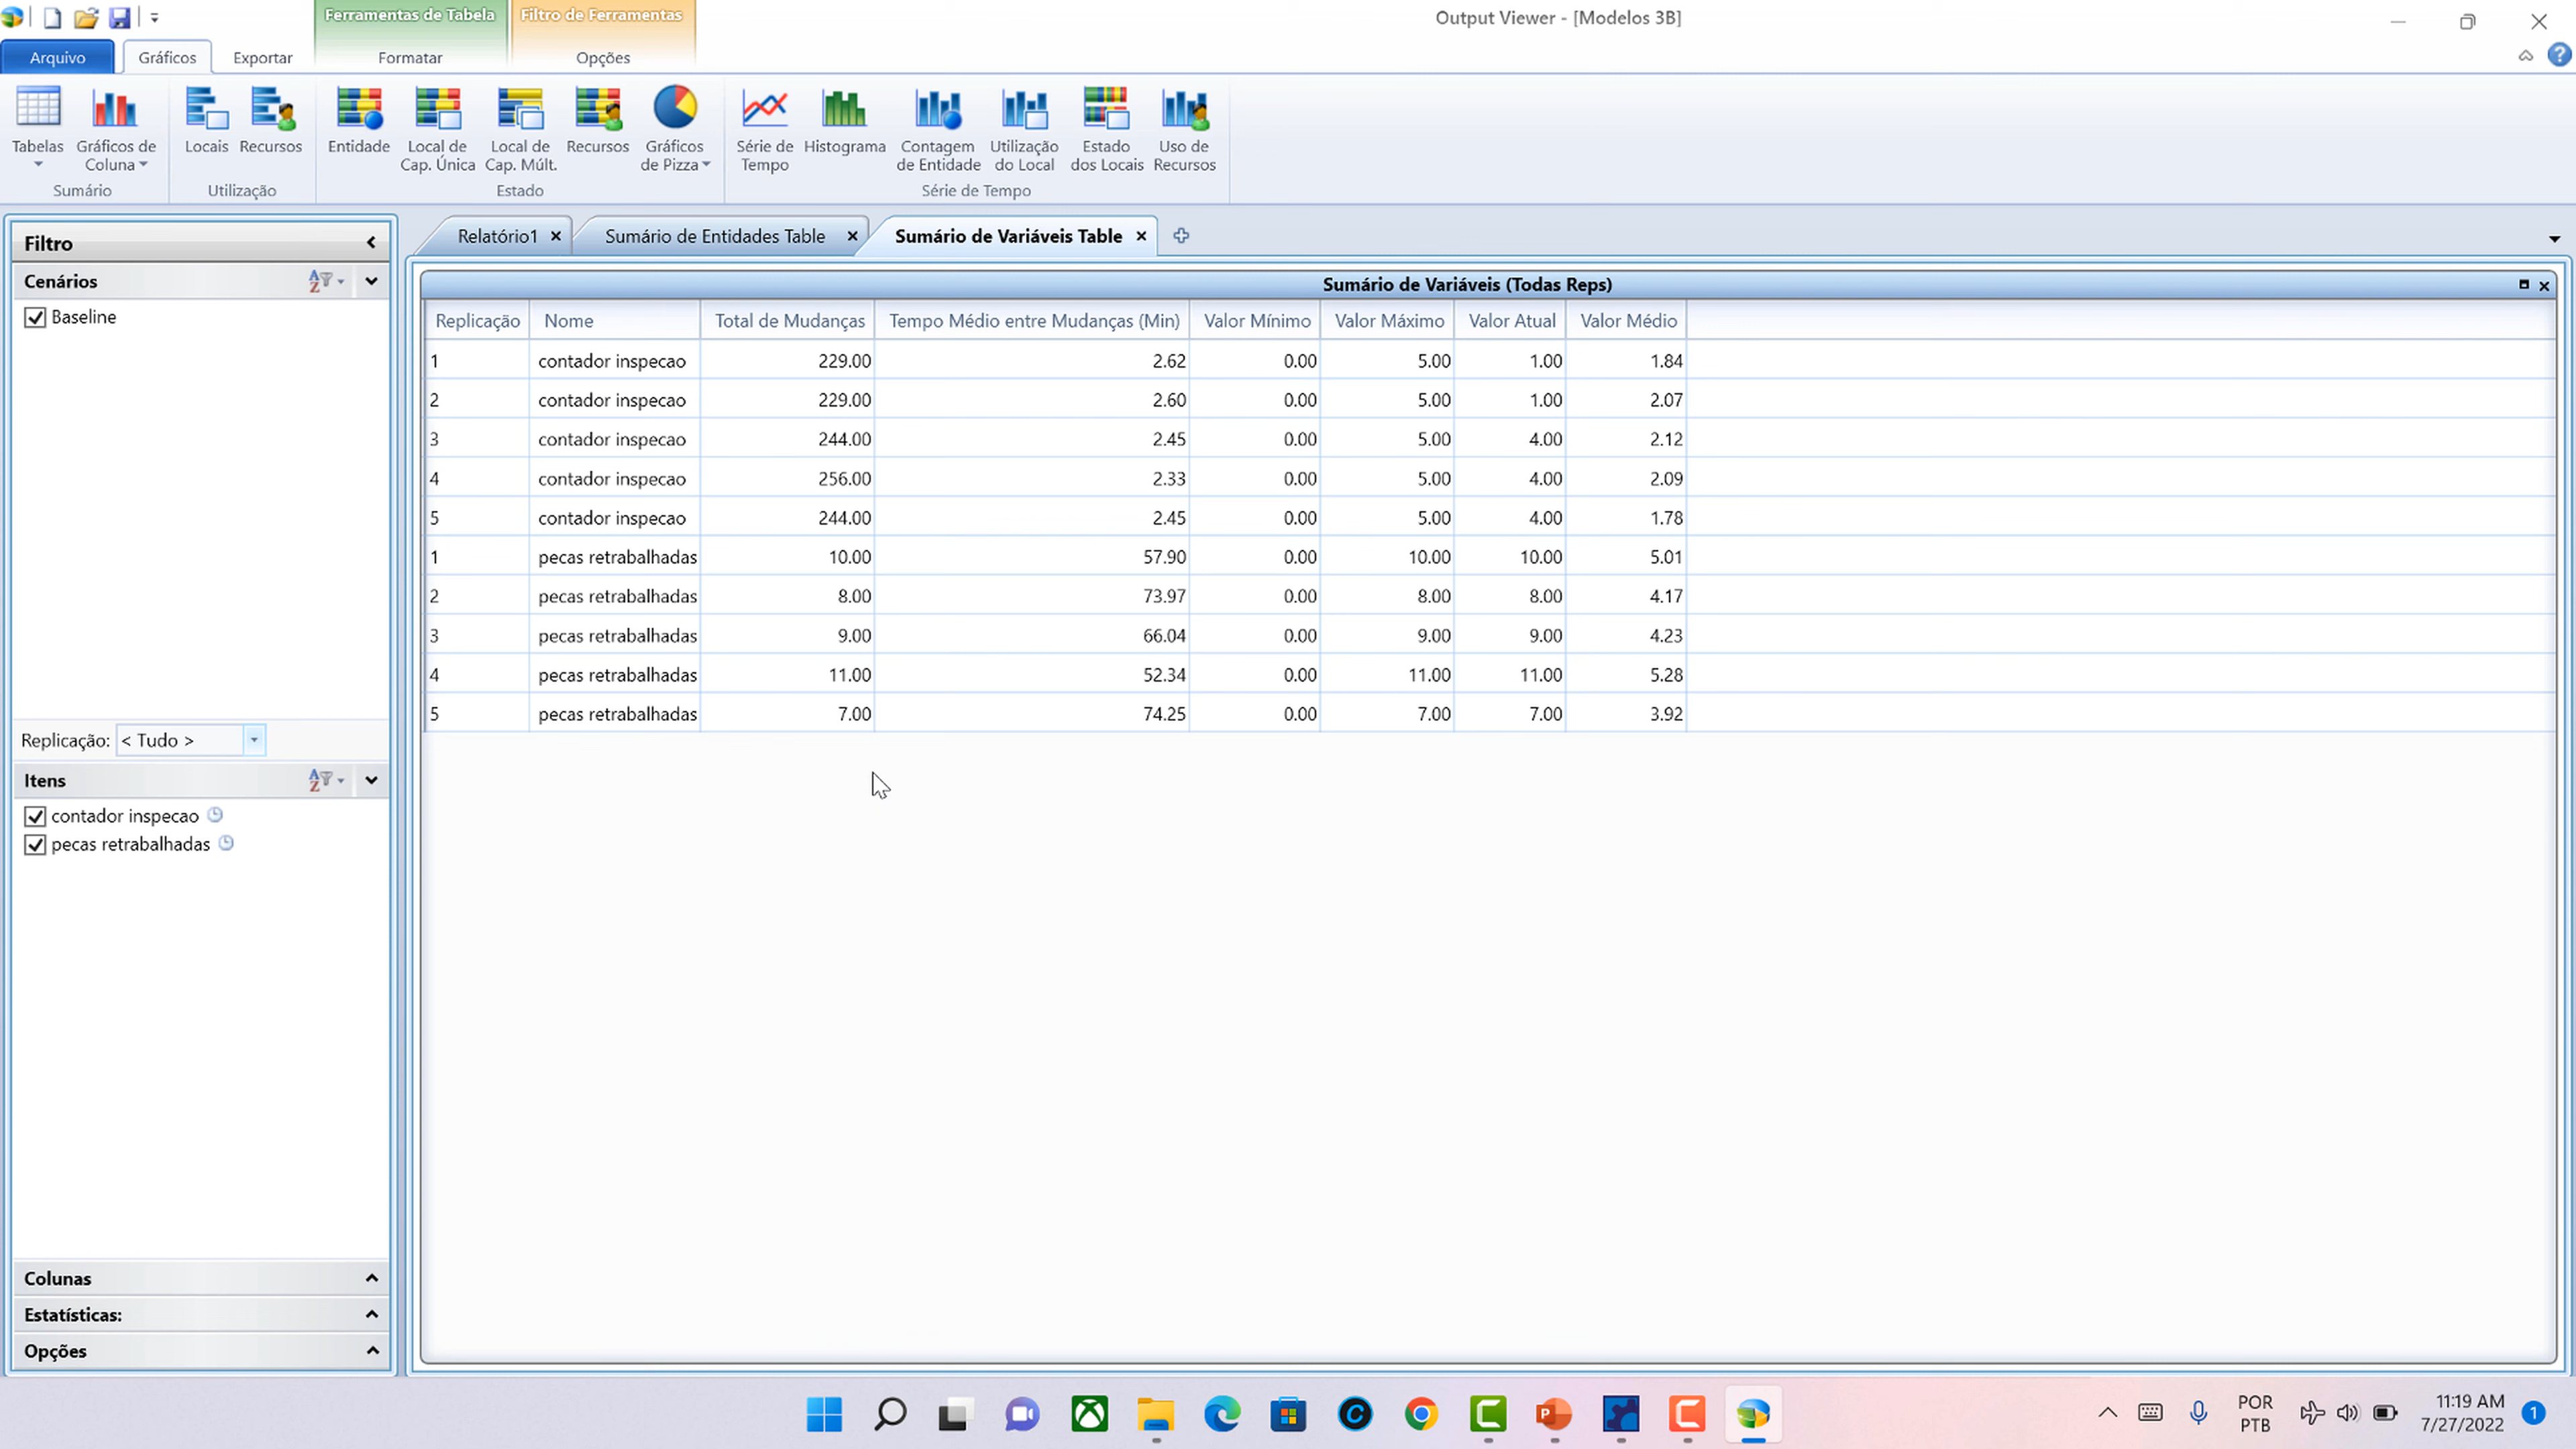 Ferramentas de Tabela Filtro de Ferramentas Output Viewer - [Modelos 3B]
Arquivo Gráficos Exportar Formatar Opções
Tabelas Gráficos de Coluna Locais Recursos Entidade Local de Cap. Única Local de Cap. Múlt. Recursos Gráficos de Pizza Série de Tempo Histograma Contagem de Entidade Utilização do Local Estado dos Locais Uso de Recursos
Sumário Utilização Estado Série de Tempo
Filtro
Cenários
Baseline
Replicação: < Tudo >
Itens
contador inspecao
pecas retrabalhadas
Colunas
Estatísticas:
Opções
Relatório1 Sumário de Entidades Table Sumário de Variáveis Table
Sumário de Variáveis (Todas Reps)
Replicação Nome Total de Mudanças Tempo Médio entre Mudanças (Min) Valor Mínimo Valor Máximo Valor Atual Valor Médio
1 contador inspecao 229.00 2.62 0.00 5.00 1.00 1.84
2 contador inspecao 229.00 2.60 0.00 5.00 1.00 2.07
3 contador inspecao 244.00 2.45 0.00 5.00 4.00 2.12
4 contador inspecao 256.00 2.33 0.00 5.00 4.00 2.09
5 contador inspecao 244.00 2.45 0.00 5.00 4.00 1.78
1 pecas retrabalhadas 10.00 57.90 0.00 10.00 10.00 5.01
2 pecas retrabalhadas 8.00 73.97 0.00 8.00 8.00 4.17
3 pecas retrabalhadas 9.00 66.04 0.00 9.00 9.00 4.23
4 pecas retrabalhadas 11.00 52.34 0.00 11.00 11.00 5.28
5 pecas retrabalhadas 7.00 74.25 0.00 7.00 7.00 3.92
POR 11:19 AM
PTB 7/27/2022 1